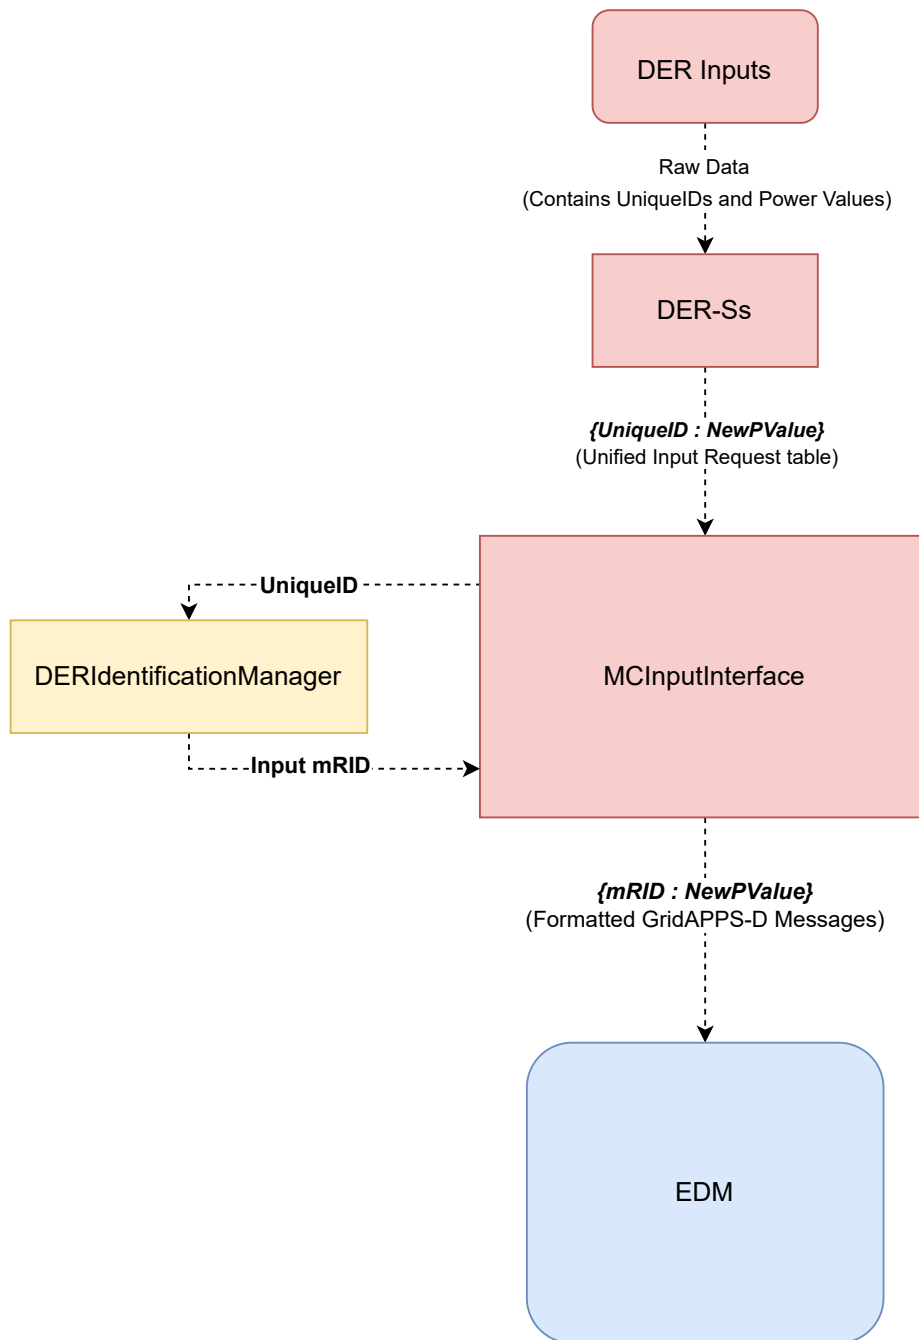 DER Inputs
Raw Data
(Contains UniqueIDs and Power Values)
DER-Ss
{UniqueID : NewPValue}
(Unified Input Request table)
UniqueID
DERIdentificationManager
MCInputInterface
Input mRID
{mRID : NewPValue}
(Formatted GridAPPS-D Messages)
EDM